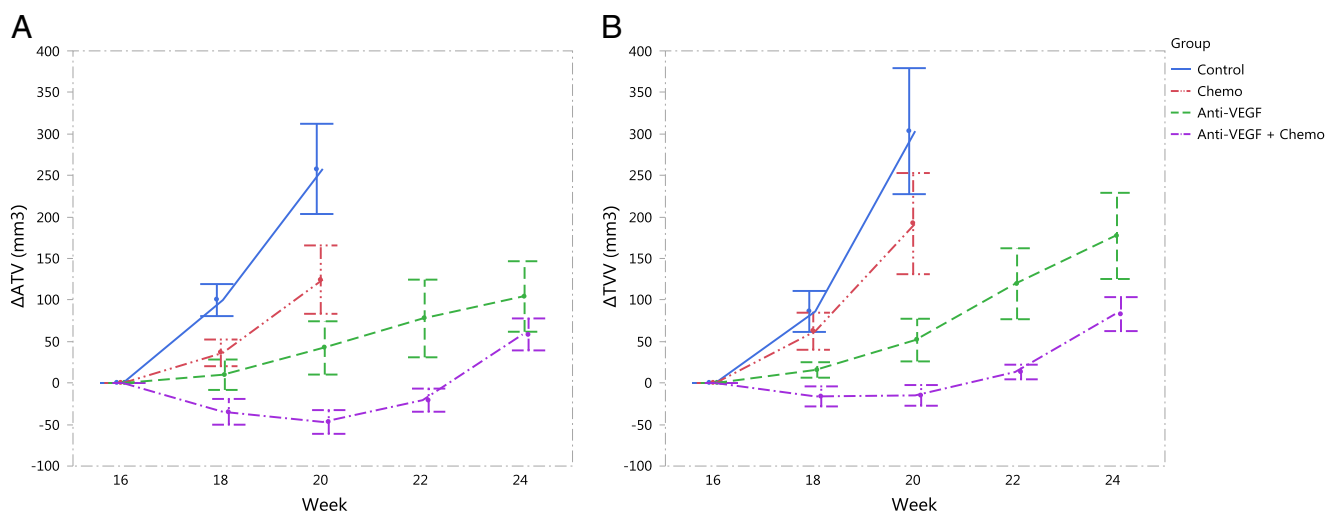 A
B
400
350
300
250
200
150
100
50
0
-50
-100
ΔATV (mm3)
16
18
20
22
24
Week
400
350
300
250
200
150
100
50
0
-50
-100
ΔTVV (mm3)
16
18
20
22
24
Week
Group
Control
Chemo
Anti-VEGF
Anti-VEGF + Chemo